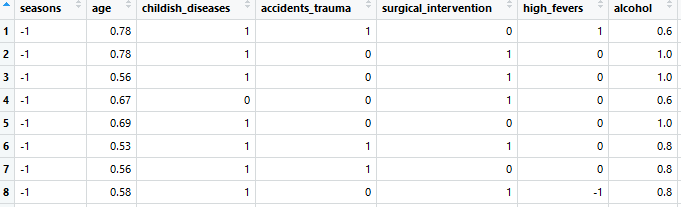 seasons age childish_diseases accidents_trauma surgical_intervention high_fevers alcohol
1 -1 0.78 1 1 0 1 0.6
2 -1 0.78 1 0 1 0 1.0
3 -1 0.56 1 0 1 0 1.0
4 -1 0.67 0 0 1 0 0.6
5 -1 0.69 1 0 0 0 1.0
6 -1 0.53 1 1 1 0 0.8
7 -1 0.56 1 1 0 0 0.8
8 -1 0.58 1 0 1 -1 0.8